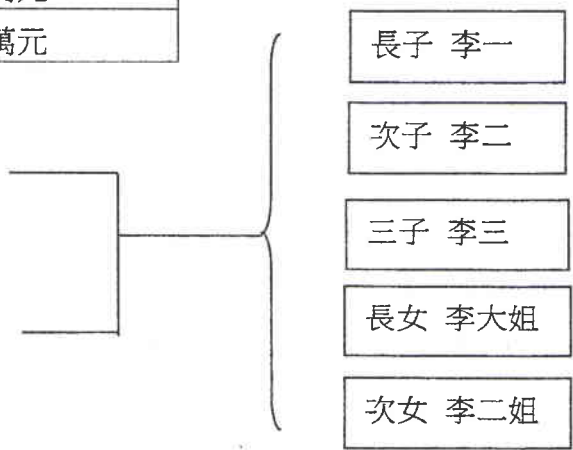 萬元
長子 李一
次子 李二
三子 李三
長女 李大姐
次女 李二姐